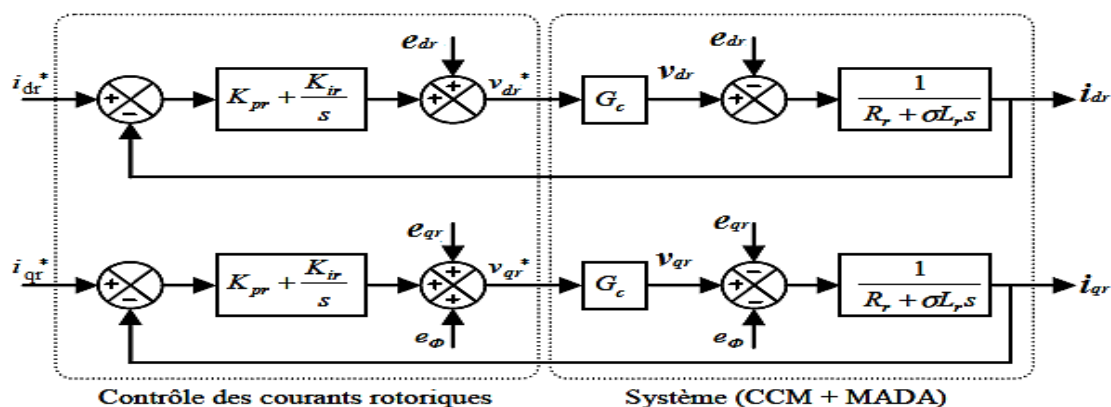 e_dr e_dr
i_dr* + − K_pr + K_ir/s + + v_dr* G_c v_dr + − 1/(R_r + σL_r s) i_dr
e_qr e_qr
i_qr* + − K_pr + K_ir/s + + + v_qr* G_c v_qr + − − 1/(R_r + σL_r s) i_qr
e_Φ e_Φ
Contrôle des courants rotoriques Système (CCM + MADA)